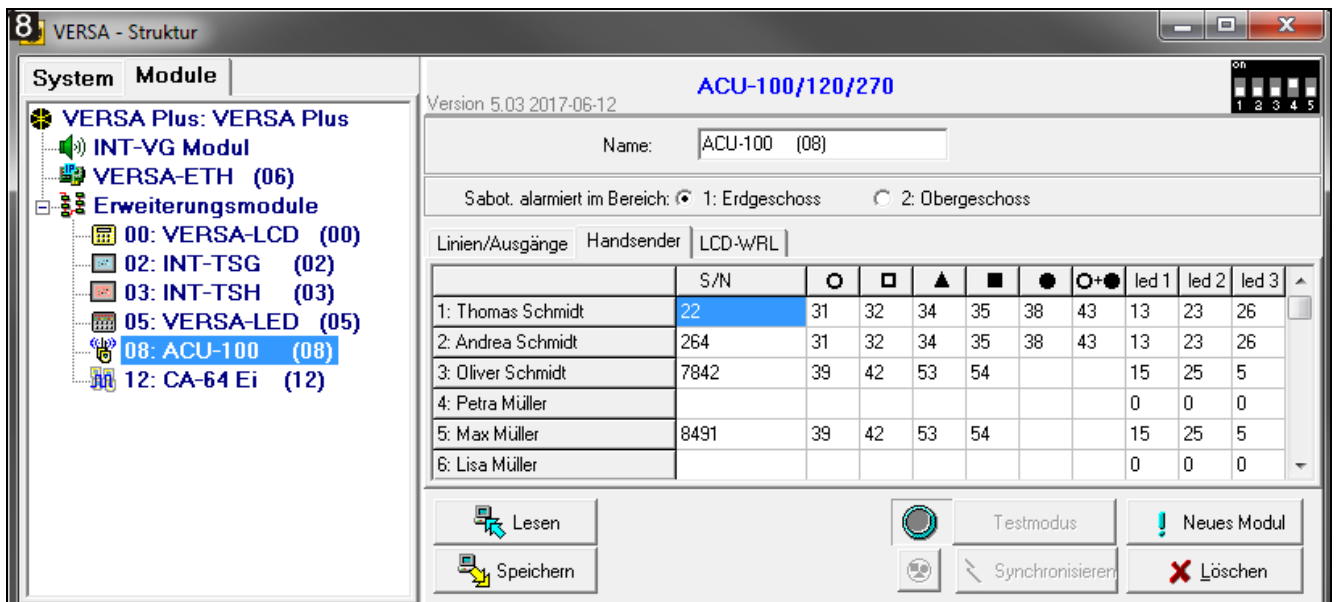 8 VERSA - Struktur
System Module
VERSA Plus: VERSA Plus
INT-VG Modul
VERSA-ETH (06)
Erweiterungsmodule
00: VERSA-LCD (00)
02: INT-TSG (02)
03: INT-TSH (03)
05: VERSA-LED (05)
08: ACU-100 (08)
12: CA-64 Ei (12)
ACU-100/120/270
Version 5.03 2017-06-12
on
1 2 3 4 5
Name: ACU-100 (08)
Sabot. alarmiert im Bereich: 1: Erdgeschoss 2: Obergeschoss
Linien/Ausgänge Handsender LCD-WRL
S/N O+● led 1 led 2 led 3
1: Thomas Schmidt 22 31 32 34 35 38 43 13 23 26
2: Andrea Schmidt 264 31 32 34 35 38 43 13 23 26
3: Oliver Schmidt 7842 39 42 53 54 15 25 5
4: Petra Müller 0 0 0
5: Max Müller 8491 39 42 53 54 15 25 5
6: Lisa Müller 0 0 0
Lesen Testmodus Neues Modul
Speichern Synchronisieren Löschen